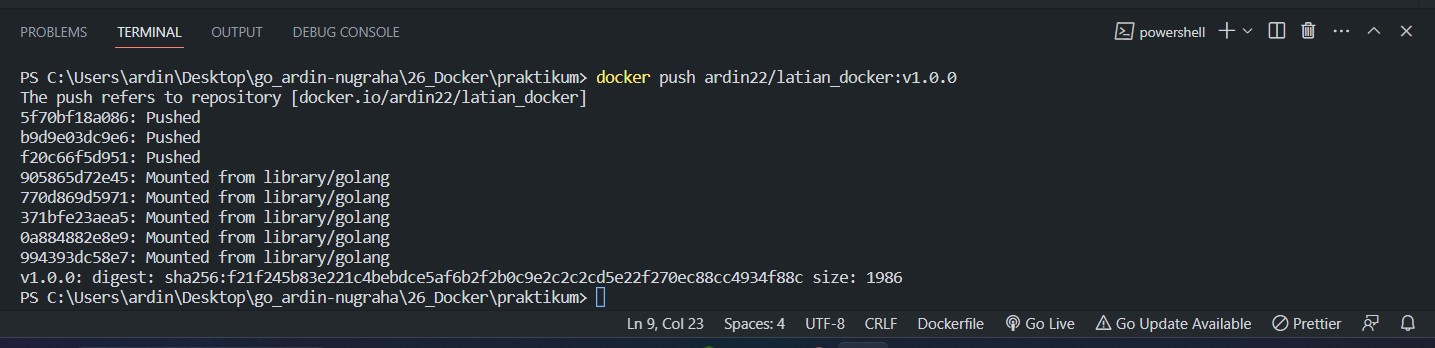 PROBLEMS TERMINAL OUTPUT DEBUG CONSOLE powershell
PS C:\Users\ardin\Desktop\go_ardin-nugraha\26_Docker\praktikum> docker push ardin22/latian_docker:v1.0.0
The push refers to repository [docker.io/ardin22/latian_docker]
5f70bf18a086: Pushed
b9d9e03dc9e6: Pushed
f20c66f5d951: Pushed
905865d72e45: Mounted from library/golang
770d869d5971: Mounted from library/golang
371bfe23aea5: Mounted from library/golang
0a884882e8e9: Mounted from library/golang
994393dc58e7: Mounted from library/golang
v1.0.0: digest: sha256:f21f245b83e221c4bebdce5af6b2f2b0c9e2c2c2cd5e22f270ec88cc4934f88c size: 1986
PS C:\Users\ardin\Desktop\go_ardin-nugraha\26_Docker\praktikum>
Ln 9, Col 23 Spaces: 4 UTF-8 CRLF Dockerfile Go Live Go Update Available Prettier